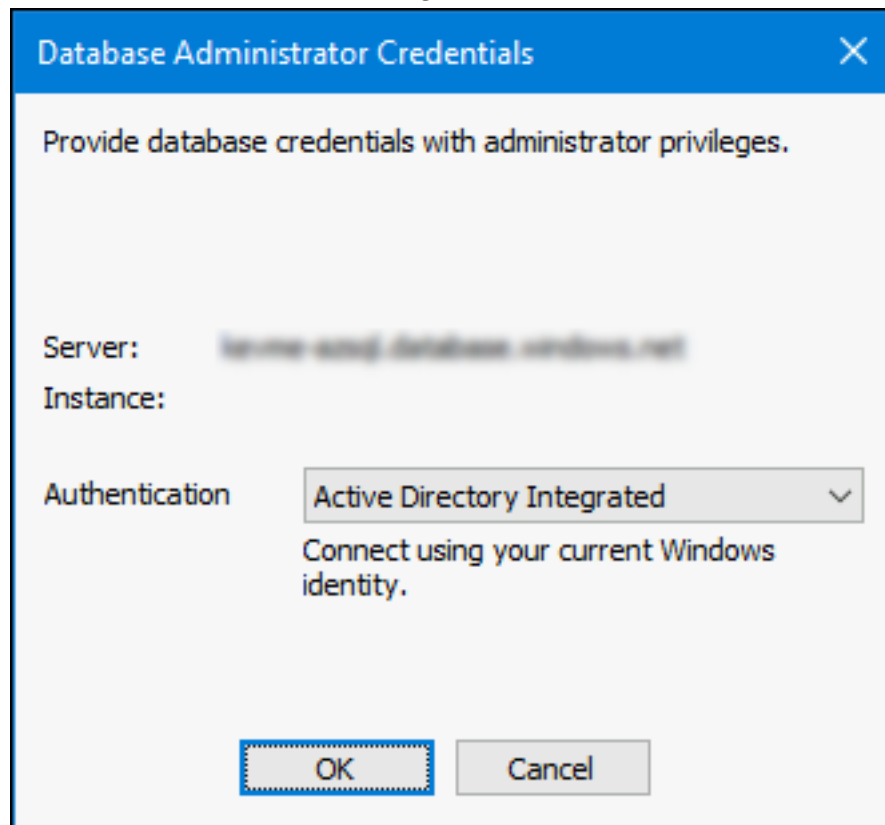 Database Administrator Credentials
Provide database credentials with administrator privileges.
Server:
Instance:
Authentication
Active Directory Integrated
Connect using your current Windows
identity.
OK
Cancel